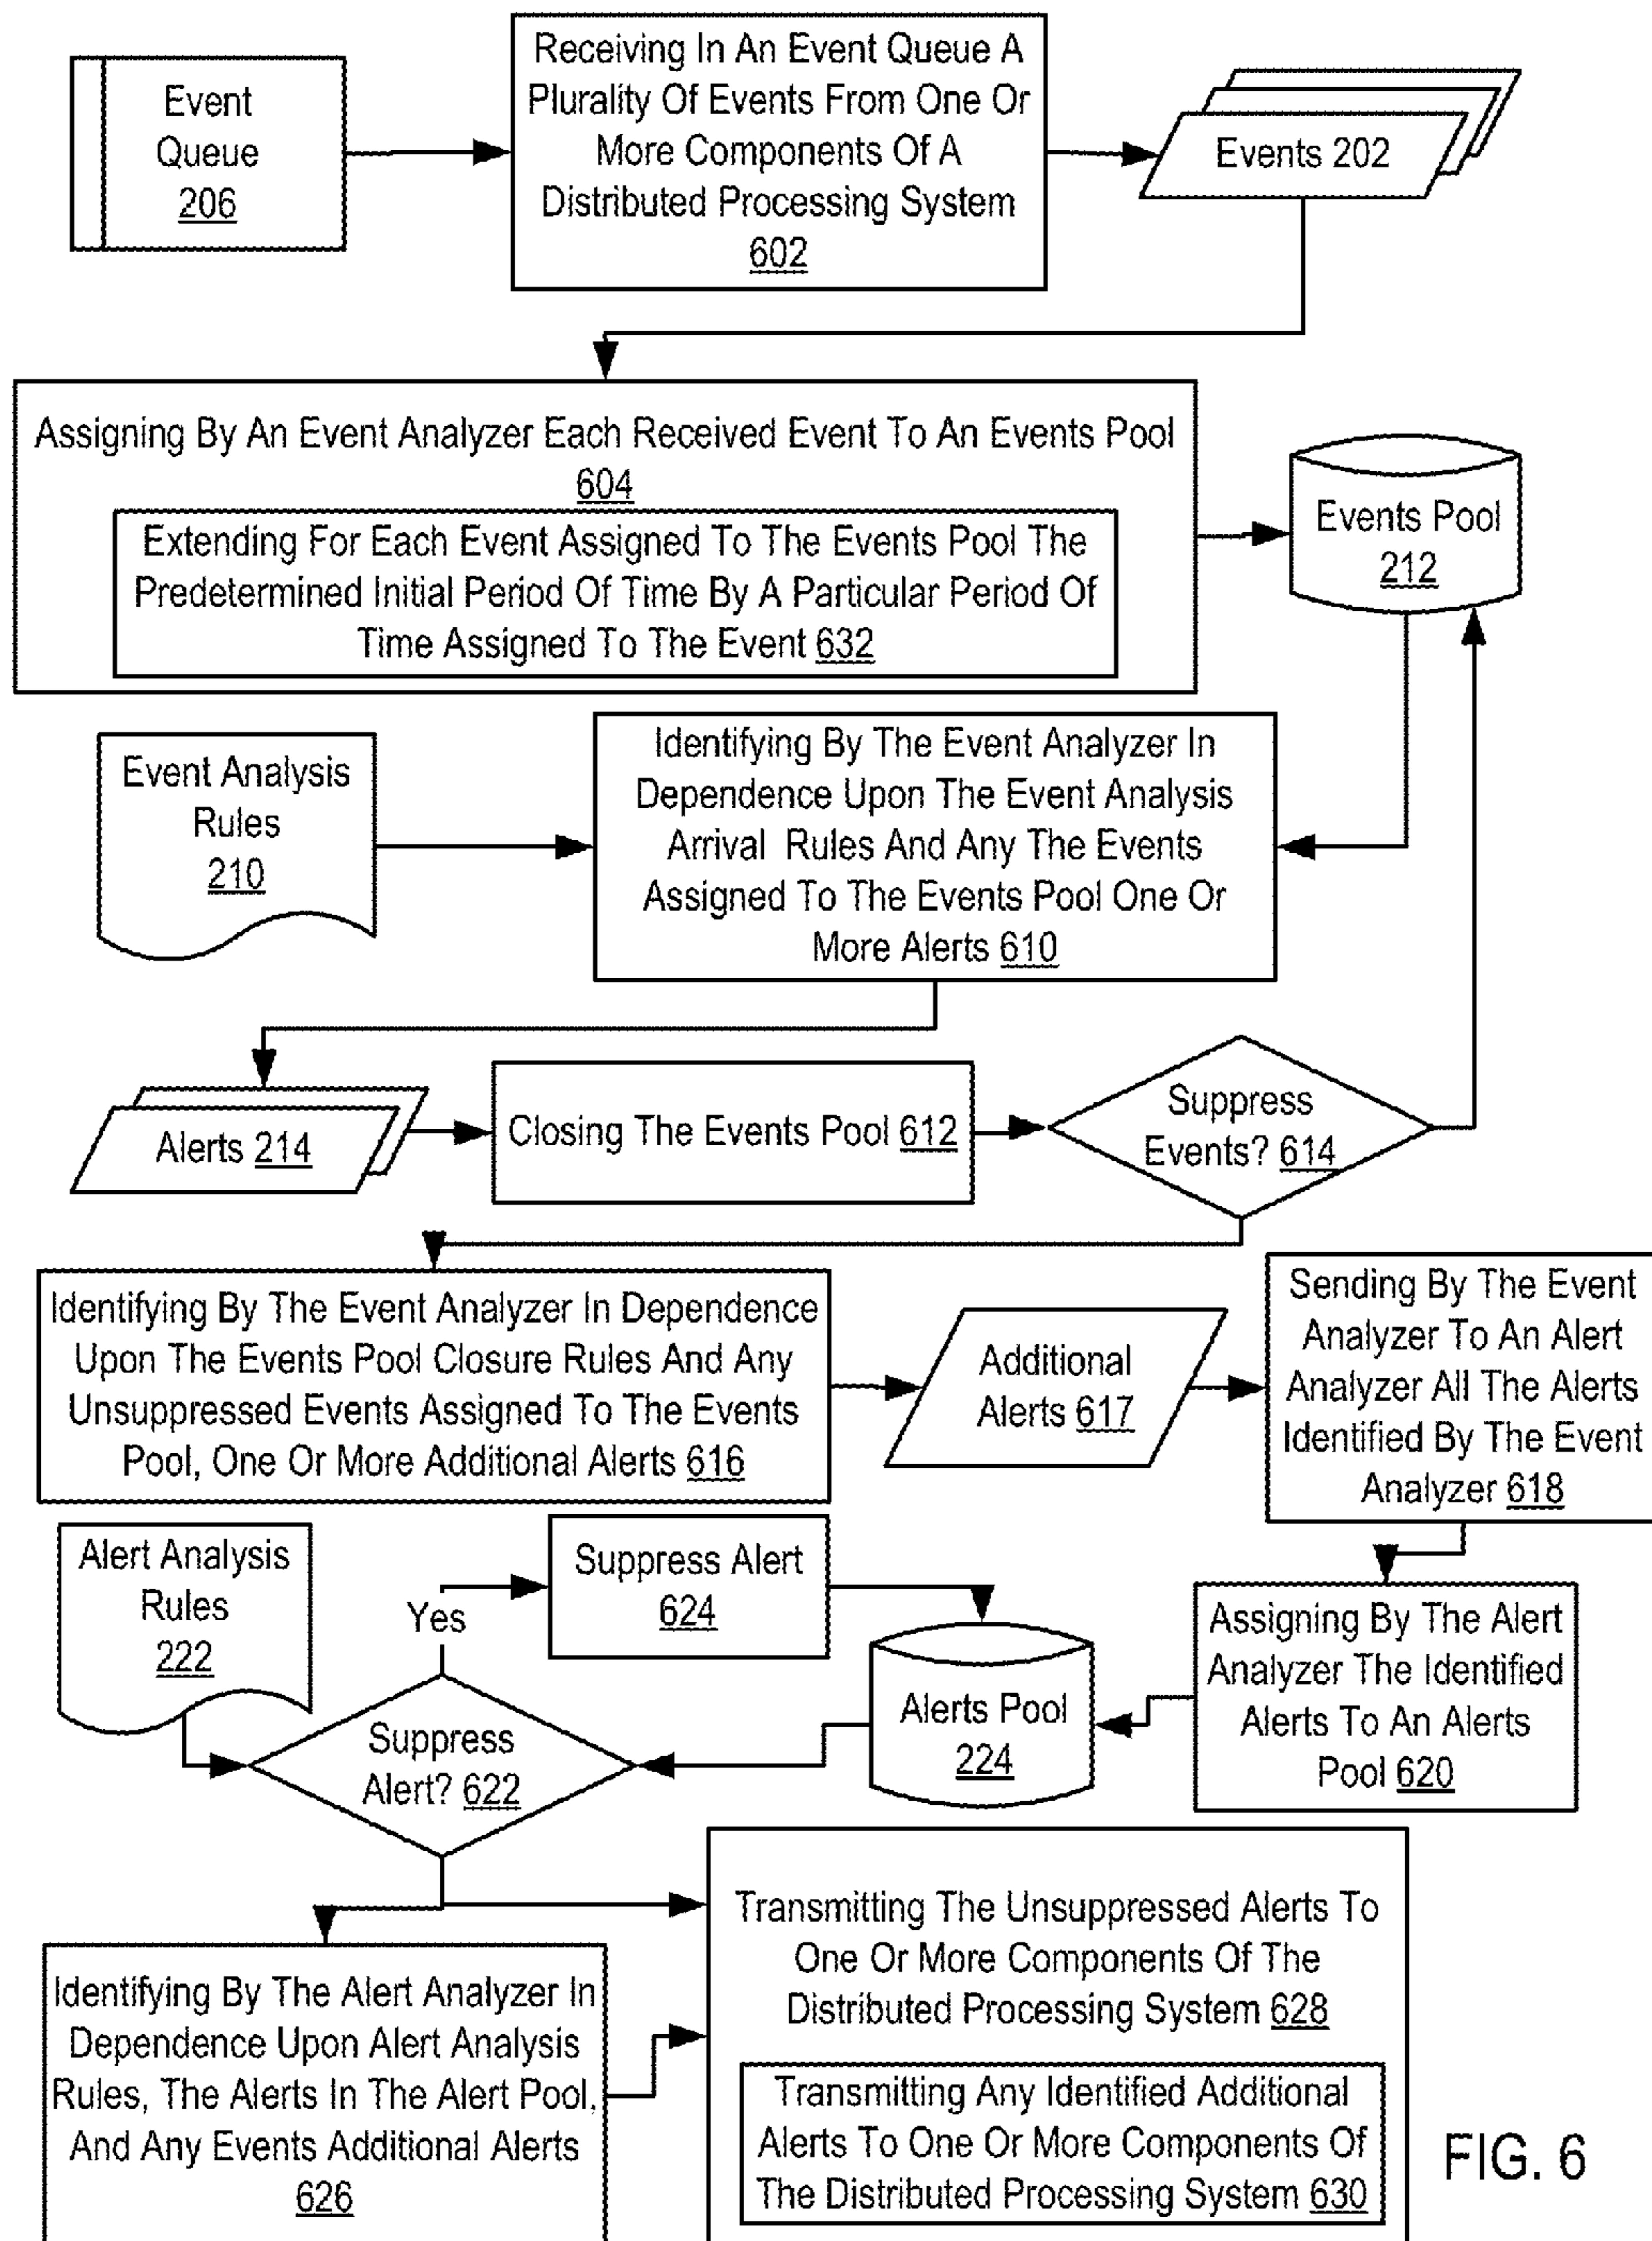 Event
Queue
206
Receiving In An Event Queue A
Plurality Of Events From One Or
More Components Of A
Distributed Processing System
602
Events 202
Assigning By An Event Analyzer Each Received Event To An Events Pool
604
Extending For Each Event Assigned To The Events Pool The
Predetermined Initial Period Of Time By A Particular Period Of
Time Assigned To The Event 632
Events Pool
212
Event Analysis
Rules
210
Identifying By The Event Analyzer In
Dependence Upon The Event Analysis
Arrival Rules And Any The Events
Assigned To The Events Pool One Or
More Alerts 610
Alerts 214
Closing The Events Pool 612
Suppress
Events? 614
Identifying By The Event Analyzer In Dependence
Upon The Events Pool Closure Rules And Any
Unsuppressed Events Assigned To The Events
Pool, One Or More Additional Alerts 616
Additional
Alerts 617
Sending By The Event
Analyzer To An Alert
Analyzer All The Alerts
Identified By The Event
Analyzer 618
Alert Analysis
Rules
222
Yes
Suppress Alert
624
Suppress
Alert? 622
Alerts Pool
224
Assigning By The Alert
Analyzer The Identified
Alerts To An Alerts
Pool 620
Identifying By The Alert Analyzer In
Dependence Upon Alert Analysis
Rules, The Alerts In The Alert Pool,
And Any Events Additional Alerts
626
Transmitting The Unsuppressed Alerts To
One Or More Components Of The
Distributed Processing System 628
Transmitting Any Identified Additional
Alerts To One Or More Components Of
The Distributed Processing System 630
FIG. 6